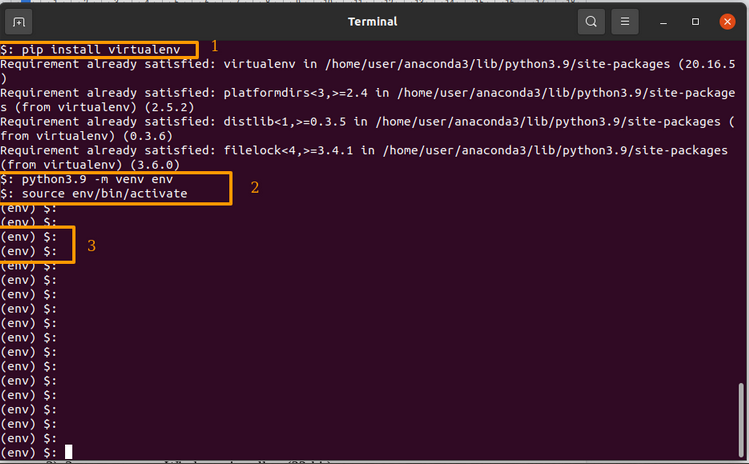 Terminal
$: pip install virtualenv 1
Requirement already satisfied: virtualenv in /home/user/anaconda3/lib/python3.9/site-packages (20.16.5
)
Requirement already satisfied: platformdirs<3,>=2.4 in /home/user/anaconda3/lib/python3.9/site-package
s (from virtualenv) (2.5.2)
Requirement already satisfied: distlib<1,>=0.3.5 in /home/user/anaconda3/lib/python3.9/site-packages (
from virtualenv) (0.3.6)
Requirement already satisfied: filelock<4,>=3.4.1 in /home/user/anaconda3/lib/python3.9/site-packages
(from virtualenv) (3.6.0)
$: python3.9 -m venv env
$: source env/bin/activate 2
(env) $:
(env) $:
(env) $:
(env) $: 3
(env) $:
(env) $:
(env) $:
(env) $:
(env) $:
(env) $:
(env) $:
(env) $:
(env) $:
(env) $:
(env) $:
(env) $:
(env) $:
(env) $: